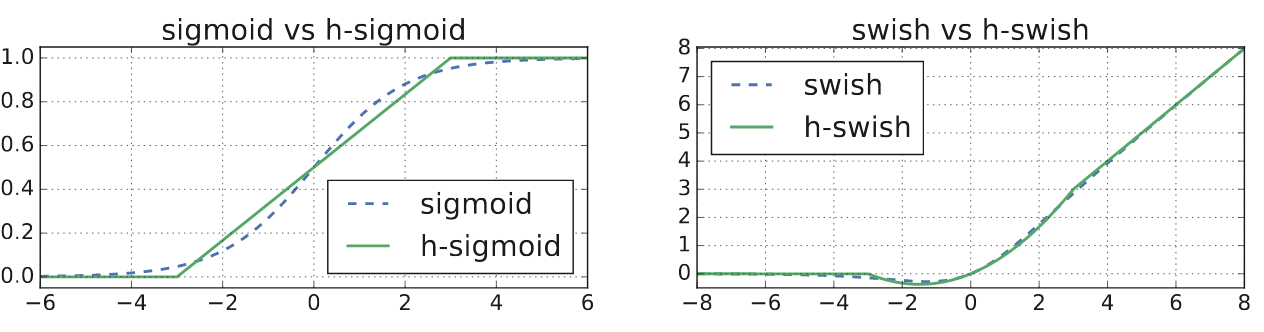 sigmoid vs h-sigmoid
1.0
0.8
0.6
0.4
0.2
0.0
−6 −4 −2 0 2 4 6
sigmoid
h-sigmoid
swish vs h-swish
8
7
6
5
4
3
2
1
0
−8 −6 −4 −2 0 2 4 6 8
swish
h-swish